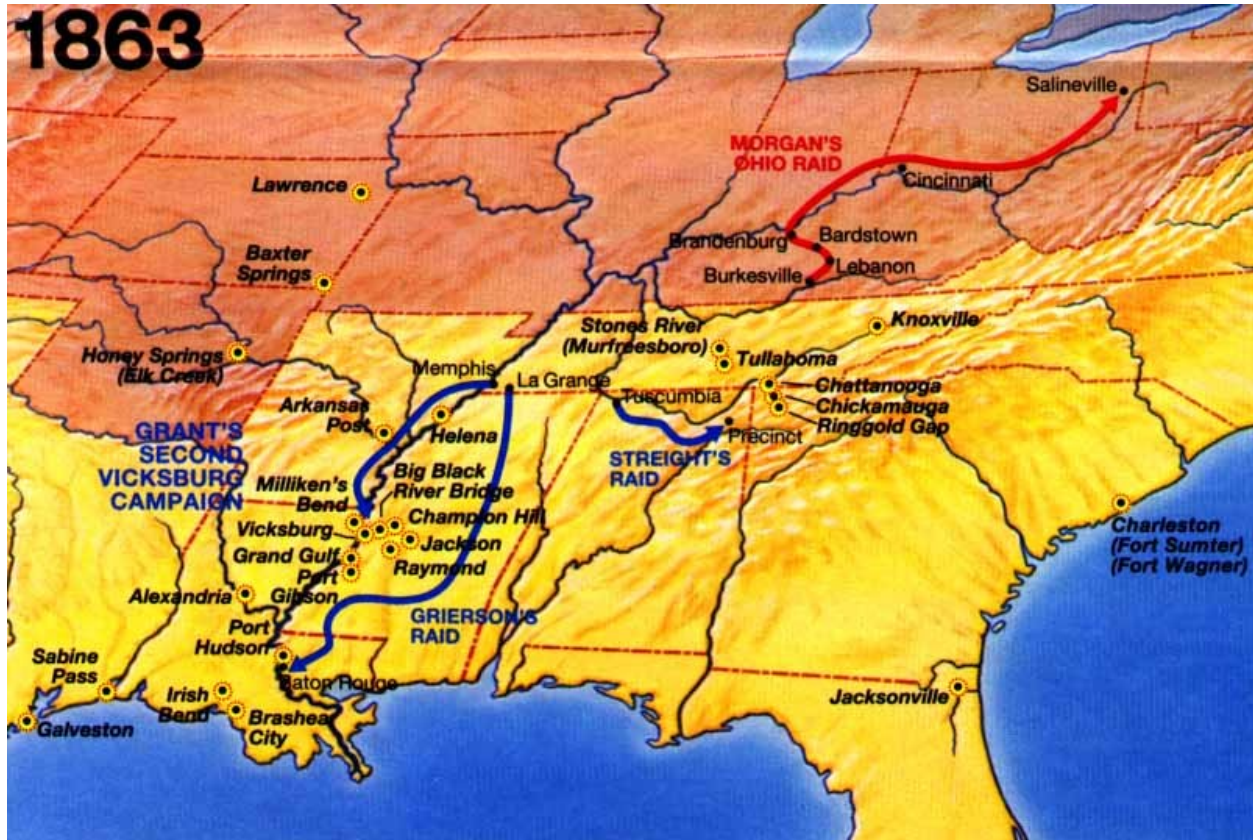 1863
Salineville
MORGAN'S
OHIO RAID
Cincinnati
Lawrence
Brandenburg
Bardstown
Baxter
Springs
Burkesville
Lebanon
Stones River
(Murfreesboro)
Knoxville
Honey Springs
(Elk Creek)
Tullahoma
Memphis
La Grange
Chattanooga
Tuscumbia
Chickamauga
Arkansas
Post
Helena
Ringgold Gap
Precinct
GRANT'S
SECOND
VICKSBURG
CAMPAIGN
STREIGHT'S
RAID
Big Black
River Bridge
Milliken's
Bend
Champion Hill
Vicksburg
Jackson
Grand Gulf
Raymond
Port
Gibson
Charleston
(Fort Sumter)
(Fort Wagner)
Alexandria
GRIERSON'S
RAID
Port
Hudson
Sabine
Pass
Baton Rouge
Irish
Bend
Jacksonville
Brashea
City
Galveston